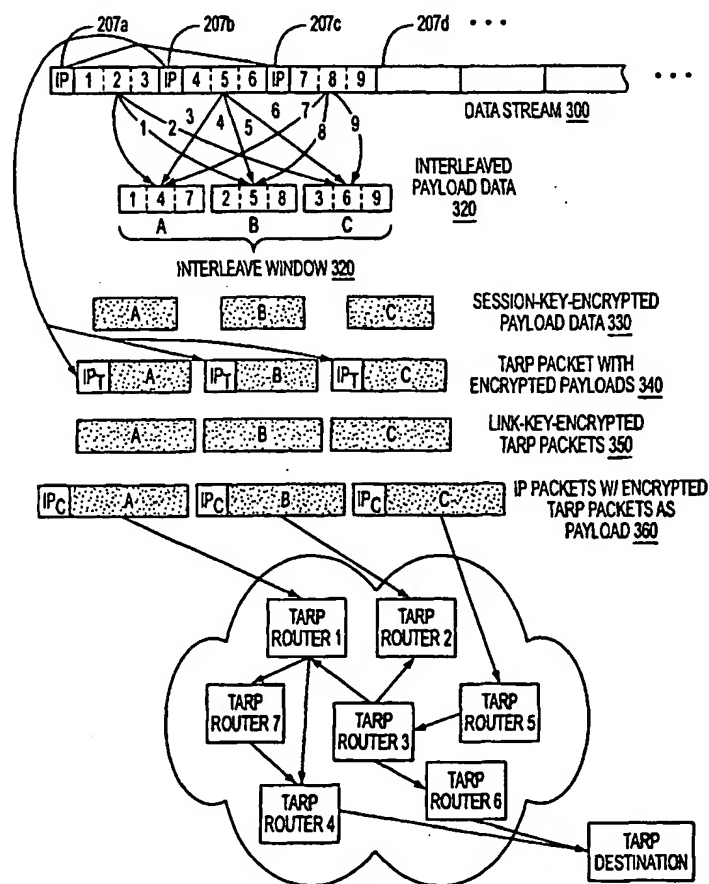 207a 207b 207c 207d • • •
IP 1 2 3 IP 4 5 6 IP 7 8 9 • • •
DATA STREAM 300
1 2 3 4 5 6 7 8 9
INTERLEAVED
PAYLOAD DATA
320
1 4 7 2 5 8 3 6 9
A B C
INTERLEAVE WINDOW 320
A B C
SESSION-KEY-ENCRYPTED
PAYLOAD DATA 330
IPT A IPT B IPT C
TARP PACKET WITH
ENCRYPTED PAYLOADS 340
A B C
LINK-KEY-ENCRYPTED
TARP PACKETS 350
IPC A IPC B IPC C
IP PACKETS W/ ENCRYPTED
TARP PACKETS AS
PAYLOAD 360
TARP
ROUTER 1
TARP
ROUTER 2
TARP
ROUTER 7
TARP
ROUTER 3
TARP
ROUTER 5
TARP
ROUTER 4
TARP
ROUTER 6
TARP
DESTINATION